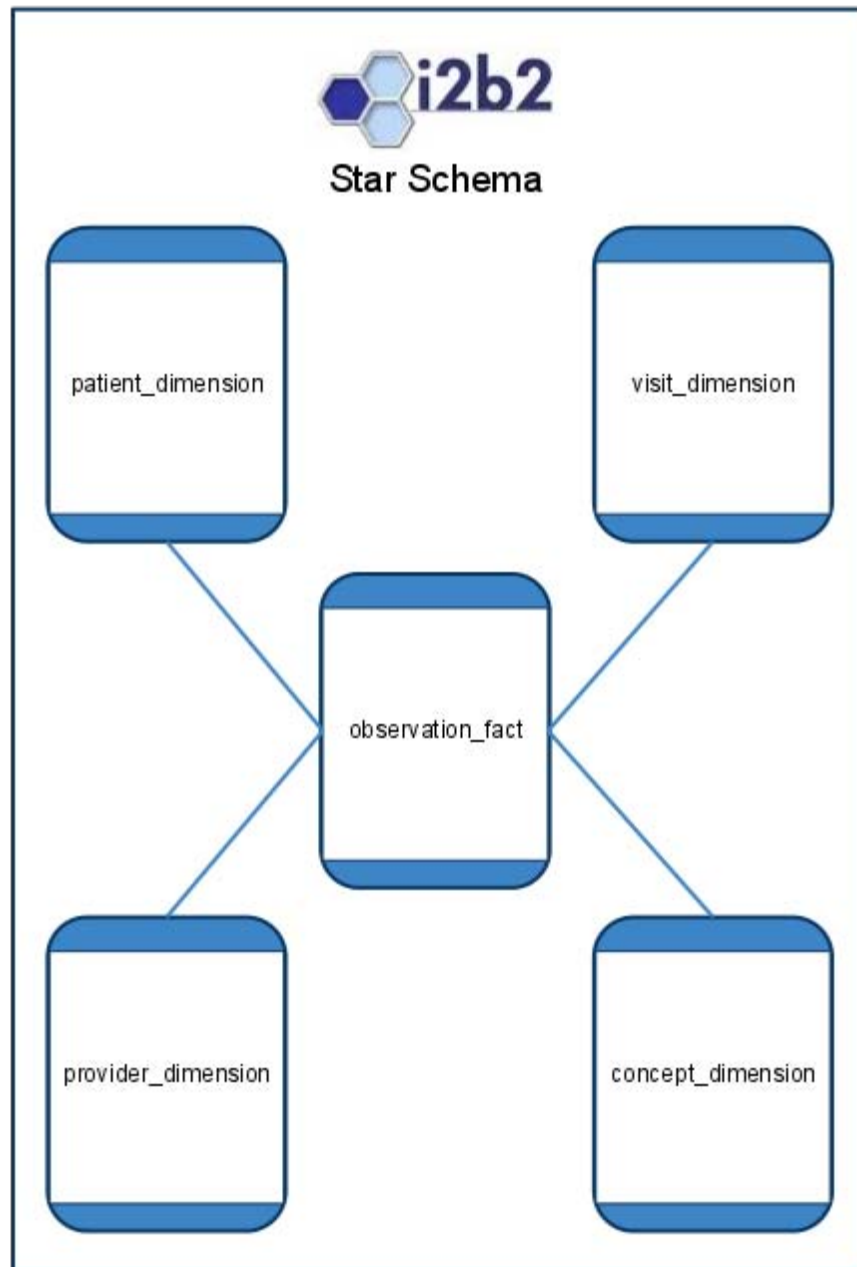 i2b2
Star Schema
patient_dimension
visit_dimension
observation_fact
provider_dimension
concept_dimension